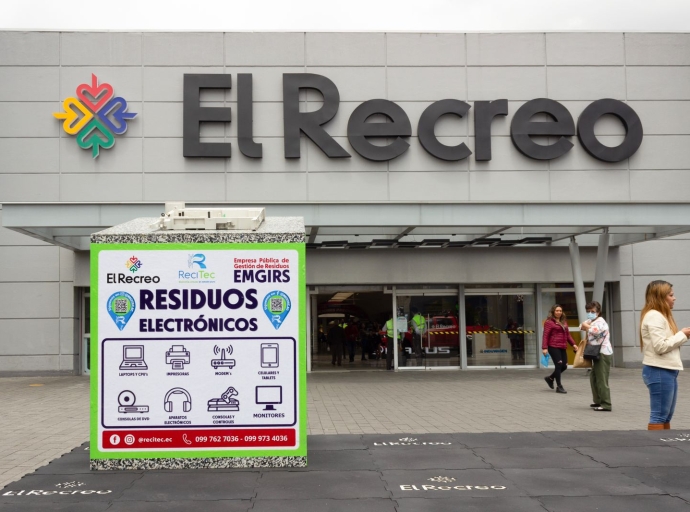 El Recreo
El Recreo
ReciTec
Empresa Pública de
Gestión de Residuos
EMGIRS
RESIDUOS
ELECTRÓNICOS
LAPTOPS Y CPU's
IMPRESORAS
MODEM's
CELULARES Y
TABLETS
CONSOLAS DE DVD
APARATOS
ELECTRÓNICOS
CONSOLAS Y
CONTROLES
MONITORES
@recitec.ec
099 762 7036 - 099 973 4036
El Recreo
El Recreo
El Recreo